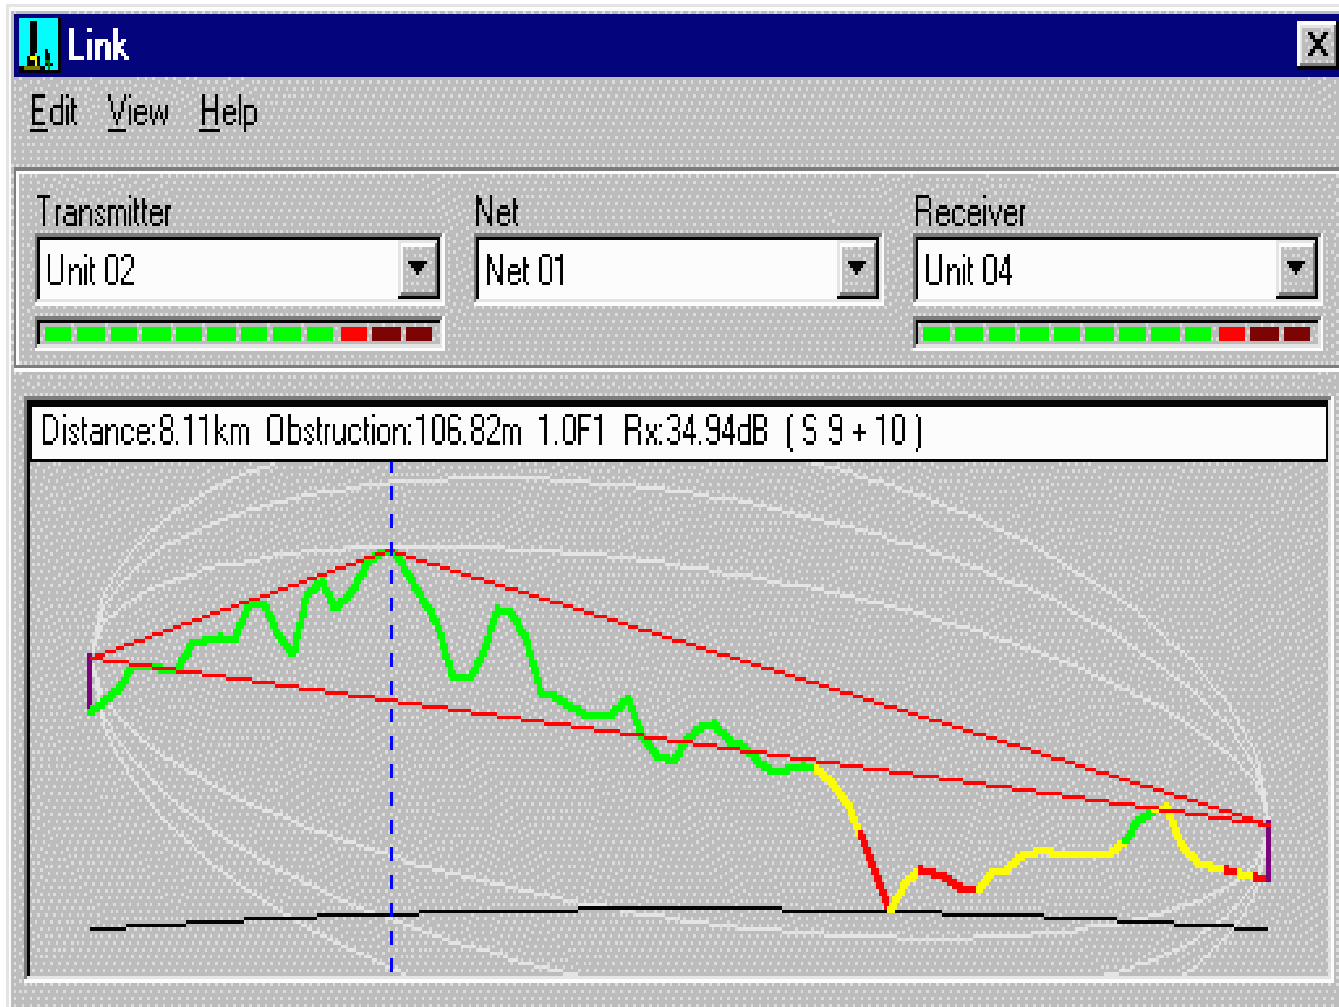 Link
Edit View Help
Transmitter Net Receiver
Unit 02 Net 01 Unit 04
Distance:8.11km Obstruction:106.82m 1.0F1 Rx:34.94dB ( S 9 + 10 )